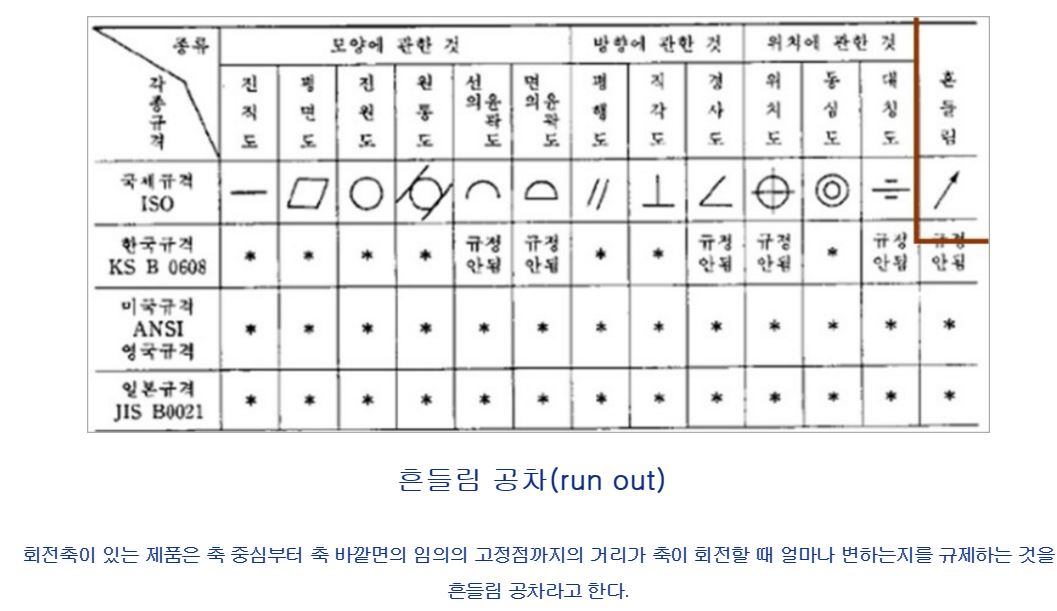 종류 모양에 관한 것 방향에 관한 것 위치에 관한 것
각종규격 진직도 평면도 진원도 원통도 선의윤곽도 면의윤곽도 평행도 직각도 경사도 위치도 동심도 대칭도 흔들림
국제규격
ISO
한국규격 규정 규정 규정 규정 규정 규정
KS B 0608 * * * * 안됨 안됨 * * 안됨 안됨 * 안됨 안됨
미국규격
ANSI * * * * * * * * * * * * *
영국규격
일본규격
JIS B0021 * * * * * * * * * * * * *
흔들림 공차(run out)
회전축이 있는 제품은 축 중심부터 축 바깥면의 임의의 고정점까지의 거리가 축이 회전할 때 얼마나 변하는지를 규제하는 것을
흔들림 공차라고 한다.